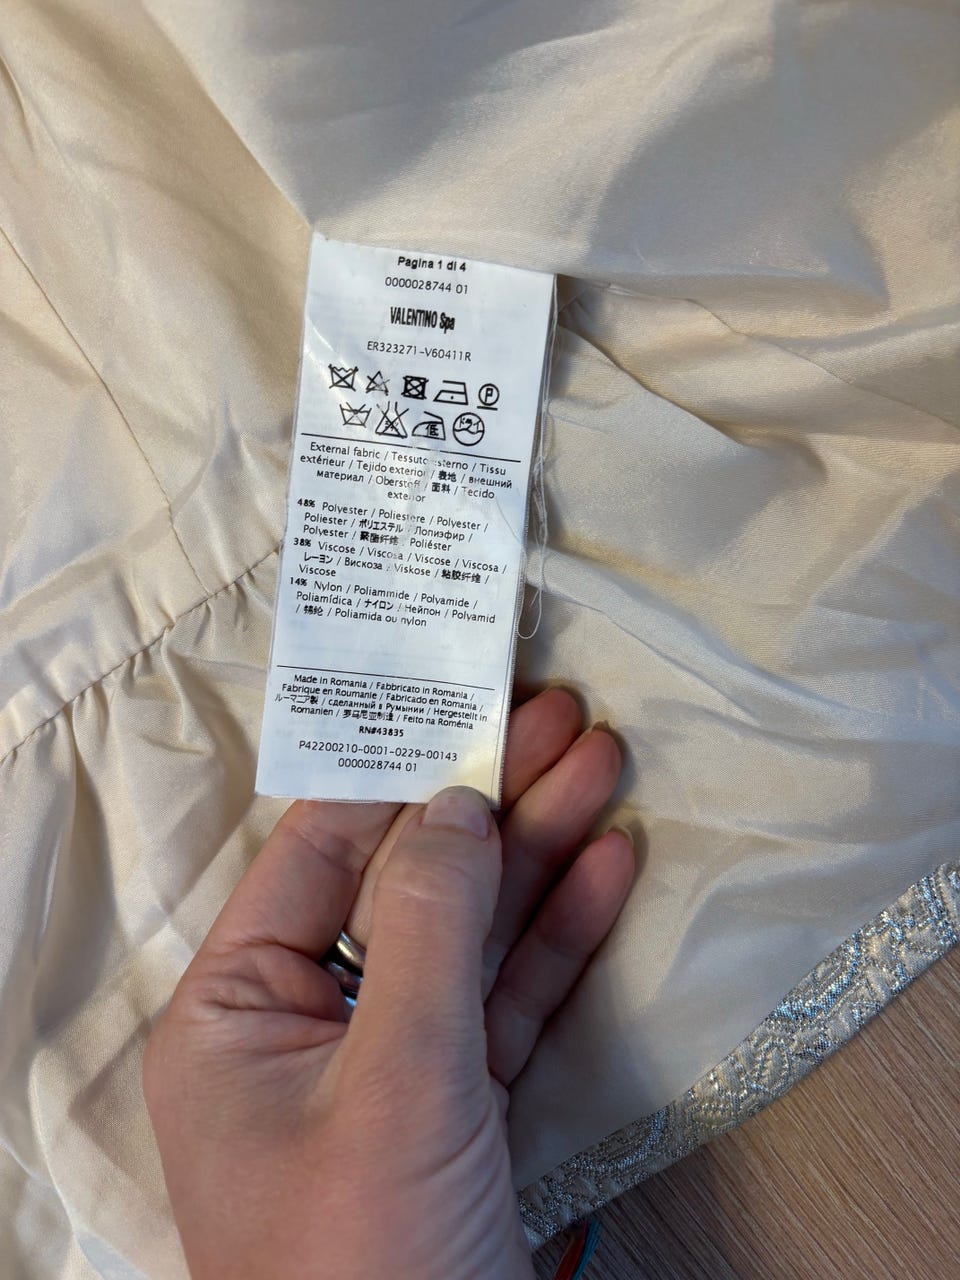 Pagina 1 di 4
0000028744 01
VALENTINO Spa
ER323271-V60411R
P
低 ドライ
External fabric / Tessuto esterno / Tissu
extérieur / Tejido exterior / 表地 / внешний
материал / Oberstoff / 面料 / Tecido
exterior
48% Polyester / Poliestere / Polyester /
Poliester / ポリエステル / Полиэфир /
Polyester / 聚酯纤维 / Poliéster
38% Viscose / Viscosa / Viscose / Viscosa /
レーヨン / Вискоза / Viskose / 粘胶纤维 /
Viscose
14% Nylon / Poliammide / Polyamide /
Poliamídica / ナイロン / Нейлон / Polyamid
/ 锦纶 / Poliamida ou nylon
Made in Romania / Fabbricato in Romania /
Fabrique en Roumanie / Fabricado en Romania /
ルーマニア製 / сделанный в Румынии / Hergestellt in
Romanien / 罗马尼亚制造 / Feito na Roménia
RN#43835
P42200210-0001-0229-00143
0000028744 01